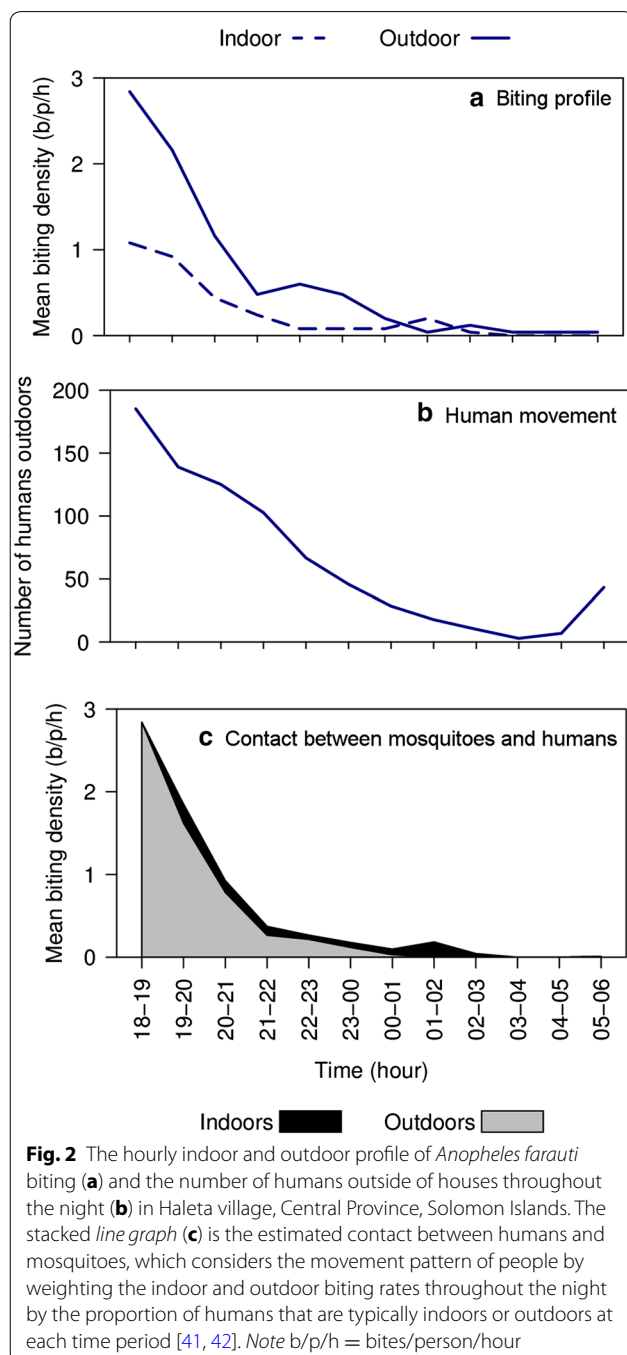 Indoor Outdoor
a Biting profile
Mean biting density (b/p/h)
3
2
1
0
b Human movement
Number of humans outdoors
200
150
100
50
0
c Contact between mosquitoes and humans
Mean biting density (b/p/h)
3
2
1
0
18–19 19–20 20–21 21–22 22–23 23–00 00–01 01–02 02–03 03–04 04–05 05–06
Time (hour)
Indoors Outdoors
Fig. 2 The hourly indoor and outdoor profile of Anopheles farauti
biting (a) and the number of humans outside of houses throughout
the night (b) in Haleta village, Central Province, Solomon Islands. The
stacked line graph (c) is the estimated contact between humans and
mosquitoes, which considers the movement pattern of people by
weighting the indoor and outdoor biting rates throughout the night
by the proportion of humans that are typically indoors or outdoors at
each time period [41, 42]. Note b/p/h = bites/person/hour